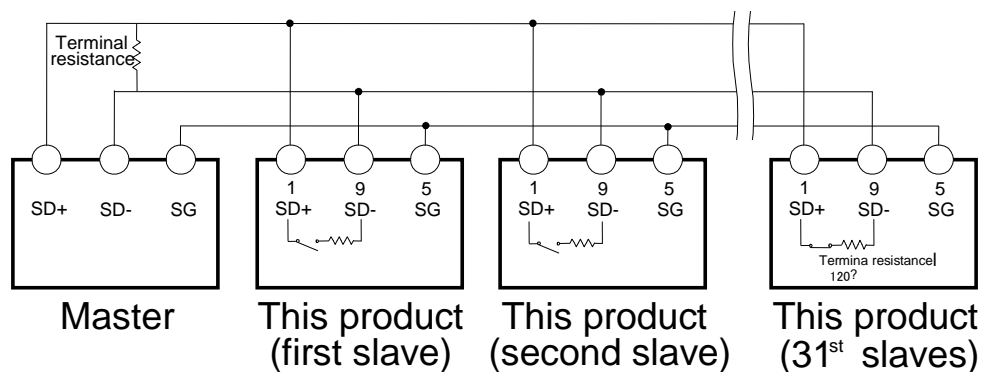 Terminal
resistance
SD+ SD- SG
1 9 5
SD+ SD- SG
1 9 5
SD+ SD- SG
1 9 5
SD+ SD- SG
Termina resistancel
120?
Master
This product
(first slave)
This product
(second slave)
This product
(31st slaves)